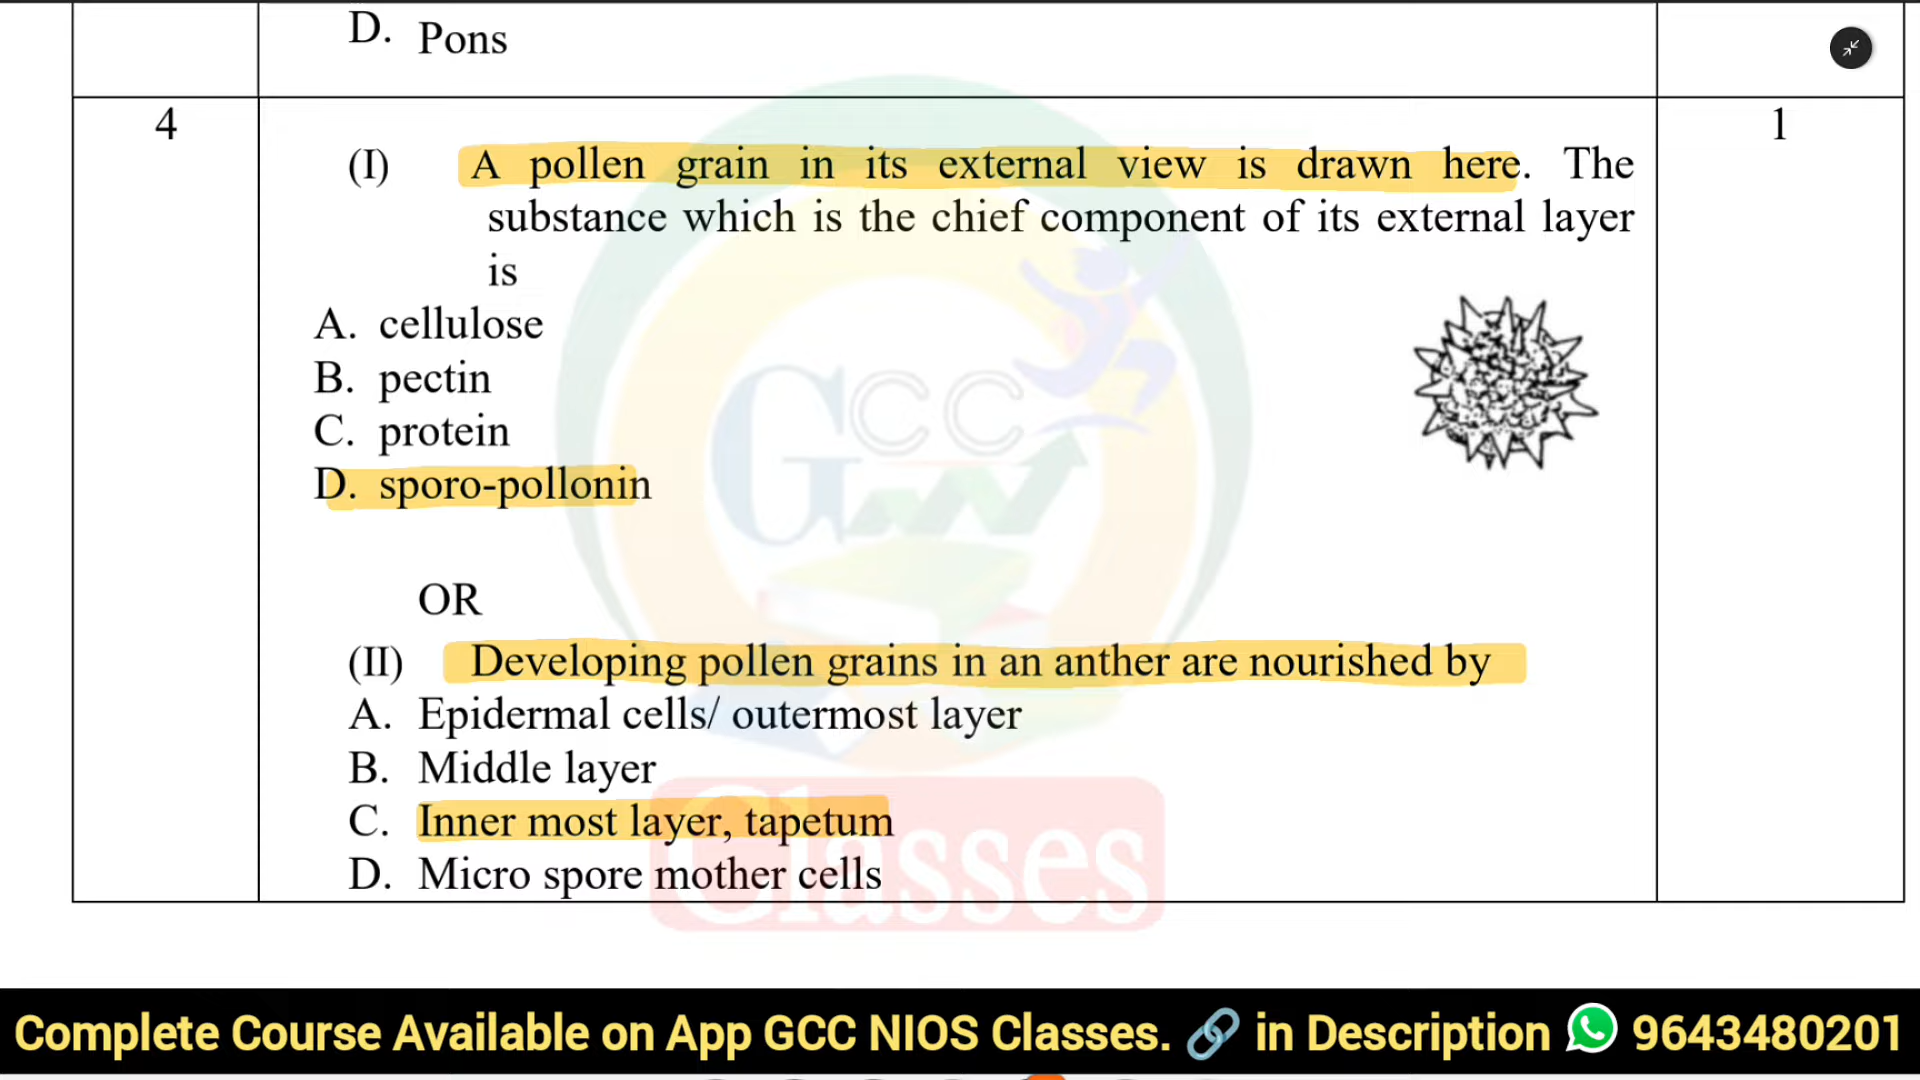 D. Pons
4
1
(I) A pollen grain in its external view is drawn here. The
substance which is the chief component of its external layer
is
A. cellulose
B. pectin
C. protein
D. sporo-pollonin
OR
(II) Developing pollen grains in an anther are nourished by
A. Epidermal cells/ outermost layer
B. Middle layer
C. Inner most layer, tapetum
D. Micro spore mother cells
GCC
Classes
Complete Course Available on App GCC NIOS Classes. 🔗 in Description 9643480201